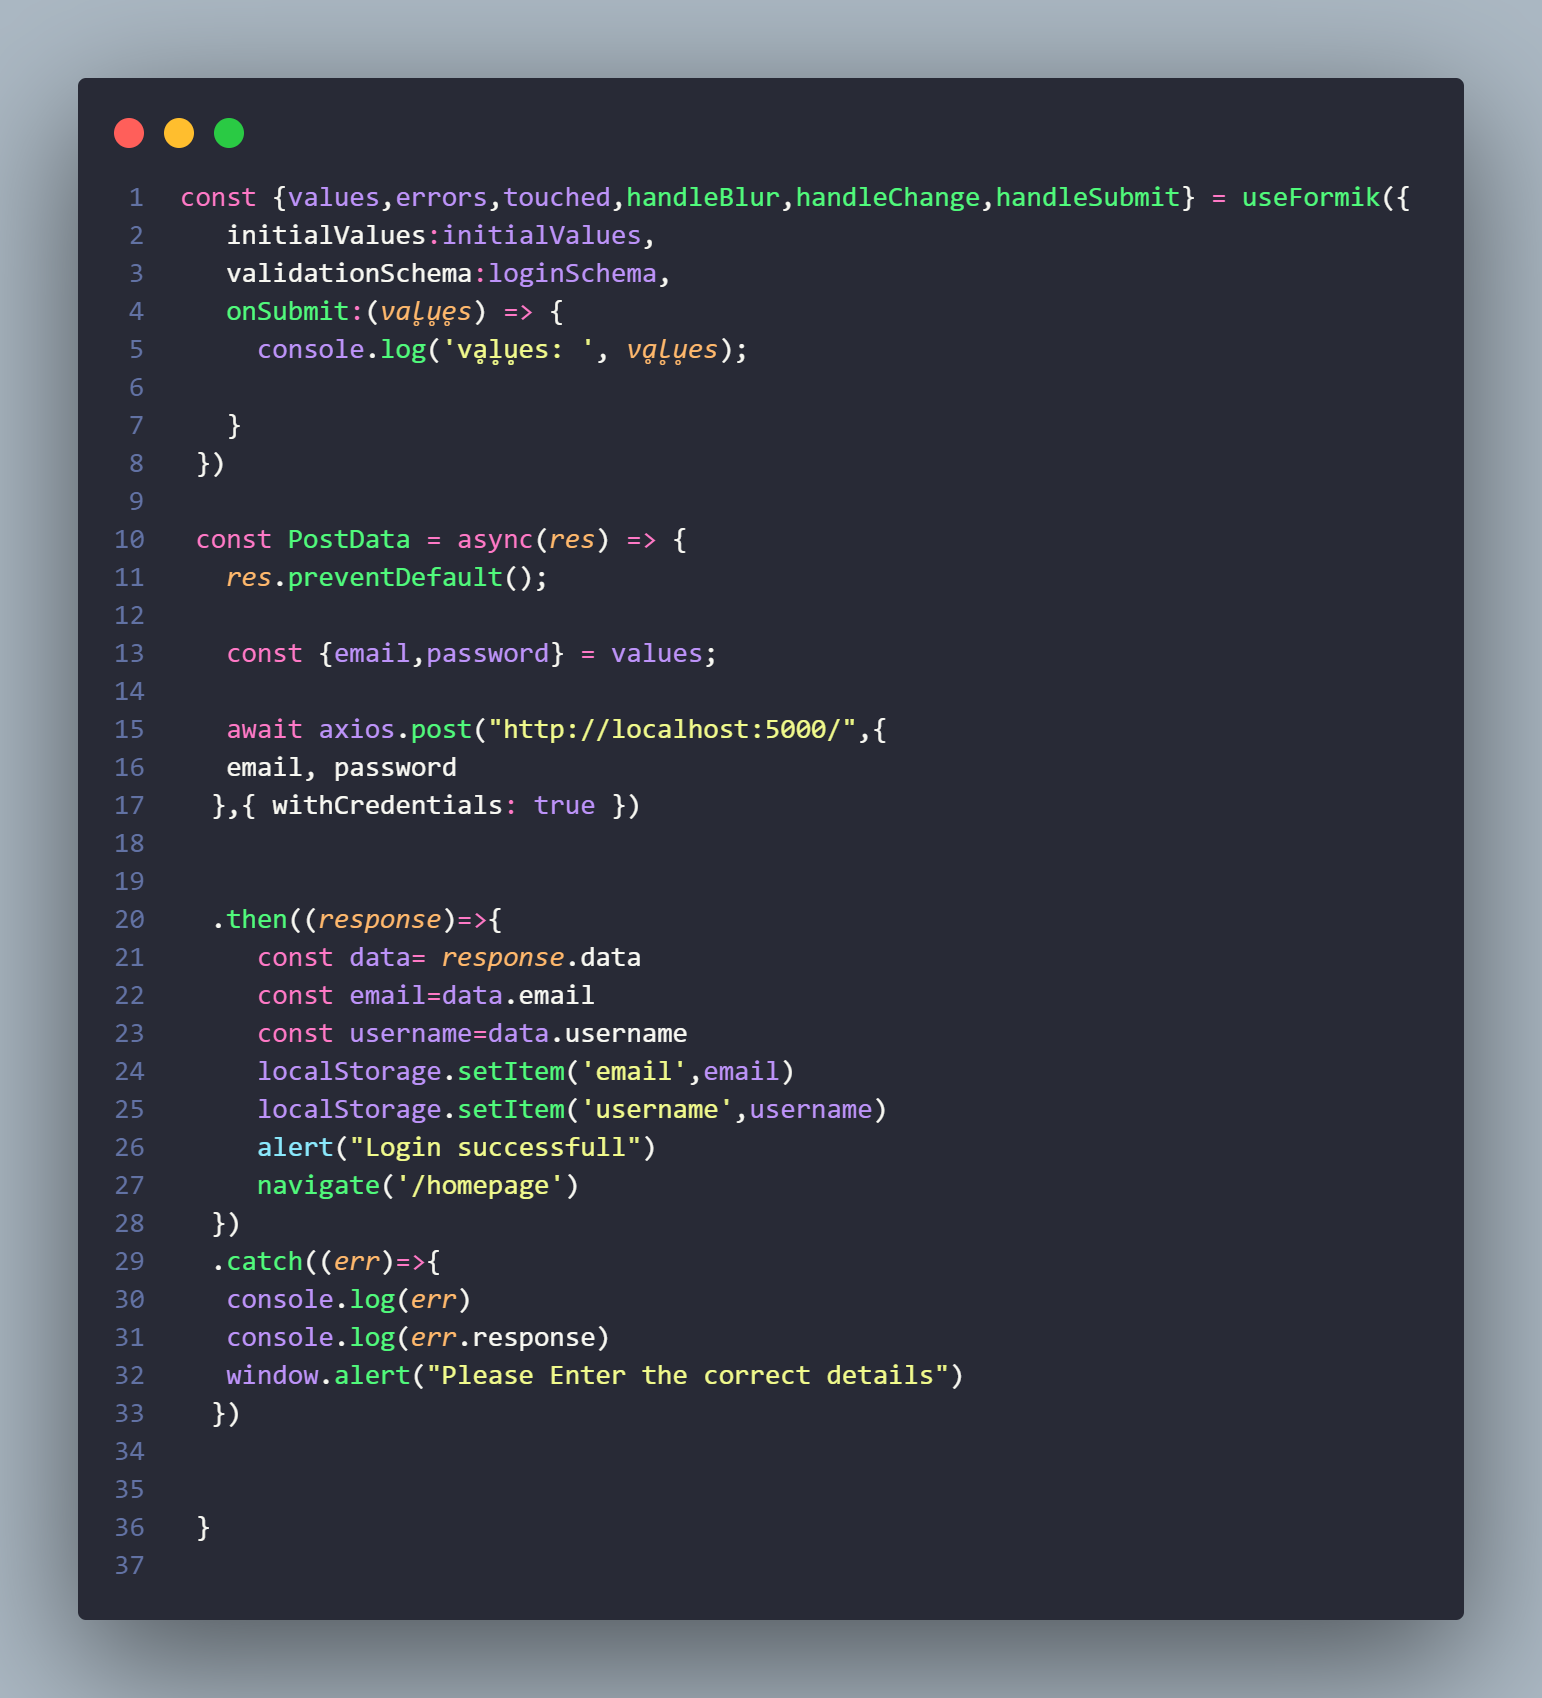 1 const {values,errors,touched,handleBlur,handleChange,handleSubmit} = useFormik({
2 initialValues:initialValues,
3 validationSchema:loginSchema,
4 onSubmit:(val̥u̥e̥s) => {
5 console.log('vḁl̥u̥es: ', vḁl̥u̥es);
6
7 }
8 })
9
10 const PostData = async(res) => {
11 res.preventDefault();
12
13 const {email,password} = values;
14
15 await axios.post("http://localhost:5000/",{
16 email, password
17 },{ withCredentials: true })
18
19
20 .then((response)=>{
21 const data= response.data
22 const email=data.email
23 const username=data.username
24 localStorage.setItem('email',email)
25 localStorage.setItem('username',username)
26 alert("Login successfull")
27 navigate('/homepage')
28 })
29 .catch((err)=>{
30 console.log(err)
31 console.log(err.response)
32 window.alert("Please Enter the correct details")
33 })
34
35
36 }
37